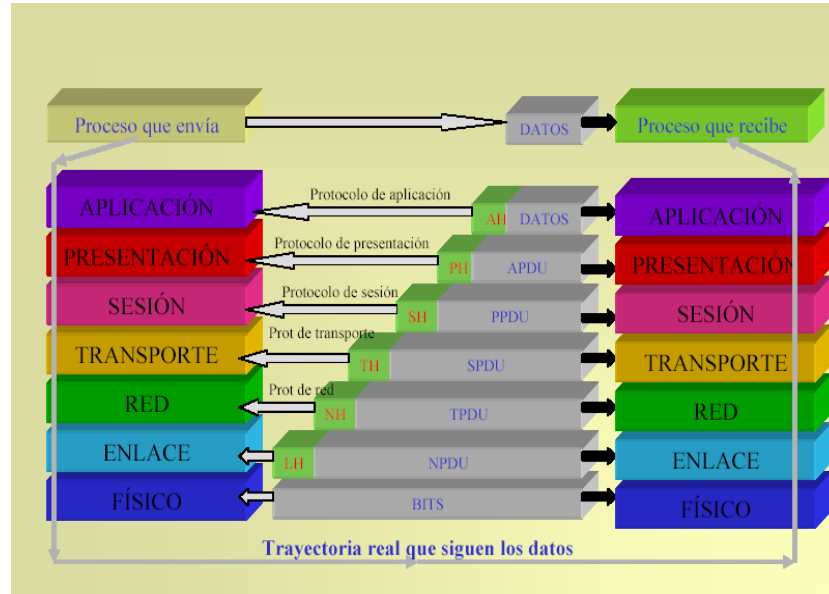 Proceso que envía
DATOS
Proceso que recibe
APLICACIÓN
Protocolo de aplicación
AH
DATOS
APLICACIÓN
PRESENTACIÓN
Protocolo de presentación
PH
APDU
PRESENTACIÓN
SESIÓN
Protocolo de sesión
SH
PPDU
SESIÓN
TRANSPORTE
Prot de transporte
TH
SPDU
TRANSPORTE
RED
Prot de red
NH
TPDU
RED
ENLACE
LH
NPDU
ENLACE
FÍSICO
BITS
FÍSICO
Trayectoria real que siguen los datos